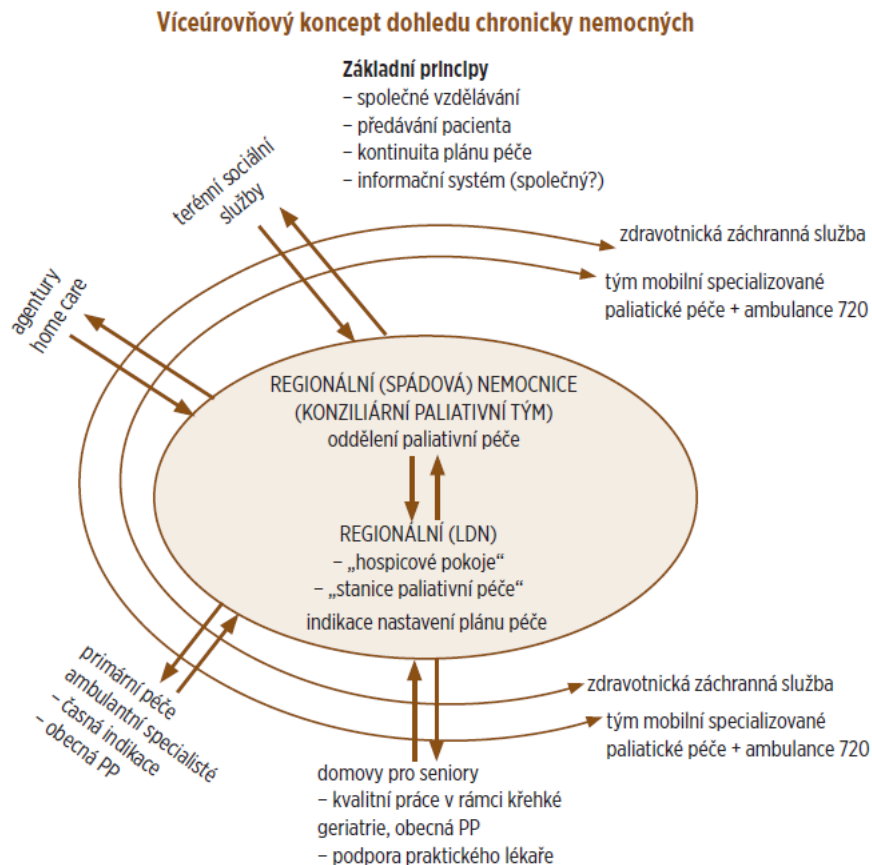 Víceúrovňový koncept dohledu chronicky nemocných
Základní principy
– společné vzdělávání
– předávání pacienta
– kontinuita plánu péče
– informační systém (společný?)
terénní sociální
služby
zdravotnická záchranná služba
tým mobilní specializované
paliatické péče + ambulance 720
agentury
home care
REGIONÁLNÍ (SPÁDOVÁ) NEMOCNICE
(KONZILIÁRNÍ PALIATIVNÍ TÝM)
oddělení paliativní péče
REGIONÁLNÍ (LDN)
– „hospicové pokoje“
– „stanice paliativní péče“
indikace nastavení plánu péče
primární péče
ambulantní specialisté
– časná indikace
– obecná PP
zdravotnická záchranná služba
tým mobilní specializované
paliatické péče + ambulance 720
domovy pro seniory
– kvalitní práce v rámci křehké
geriatrie, obecná PP
– podpora praktického lékaře